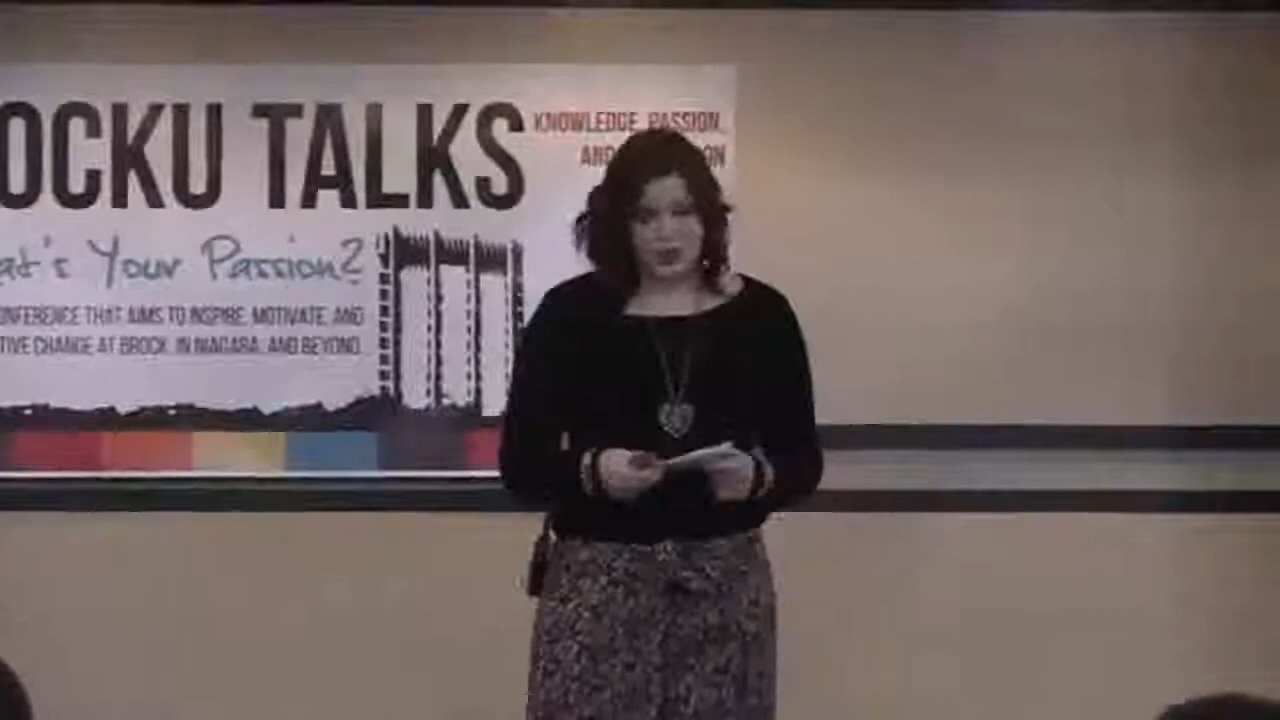 OCKU TALKS
KNOWLEDGE, PASSION,
AND ON
at's Your Passion?
ONFERENCE THAT AIMS TO INSPIRE, MOTIVATE, AND
TIVE CHANGE AT BROCK, IN NIAGARA, AND BEYOND.